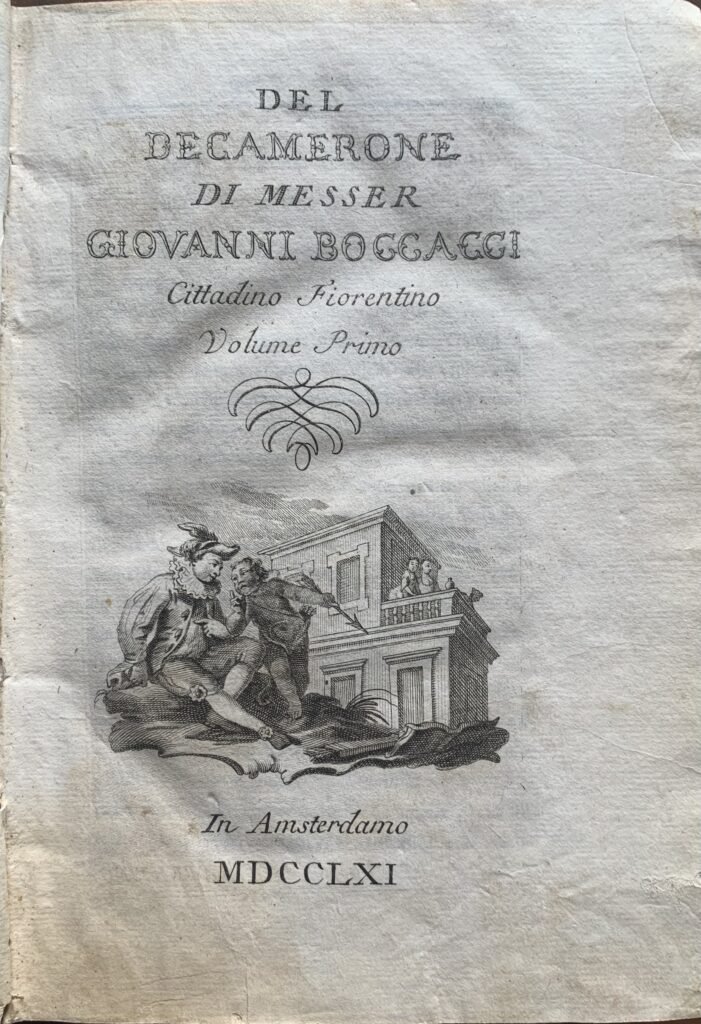 DEL
DECAMERONE
DI MESSER
GIOVANNI BOCCACCI
Cittadino Fiorentino
Volume Primo
In Amsterdamo
MDCCLXI